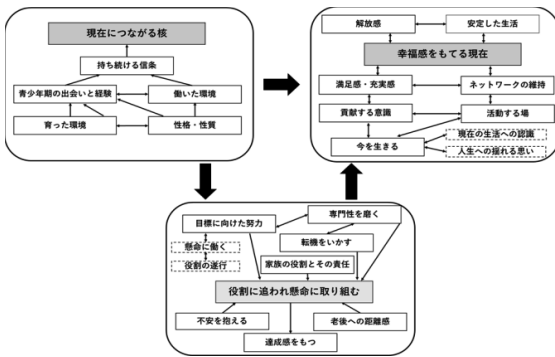 現在につながる核
持ち続ける信条
青少年期の出会いと経験
働いた環境
育った環境
性格・性質
解放感
安定した生活
幸福感をもてる現在
満足感・充実感
ネットワークの維持
貢献する意識
活動する場
今を生きる
現在の生活への認識
人生への揺れる思い
目標に向けた努力
専門性を磨く
懸命に働く
転機をいかす
役割の遂行
家族の役割とその責任
役割に追われ懸命に取り組む
不安を抱える
老後への距離感
達成感をもつ